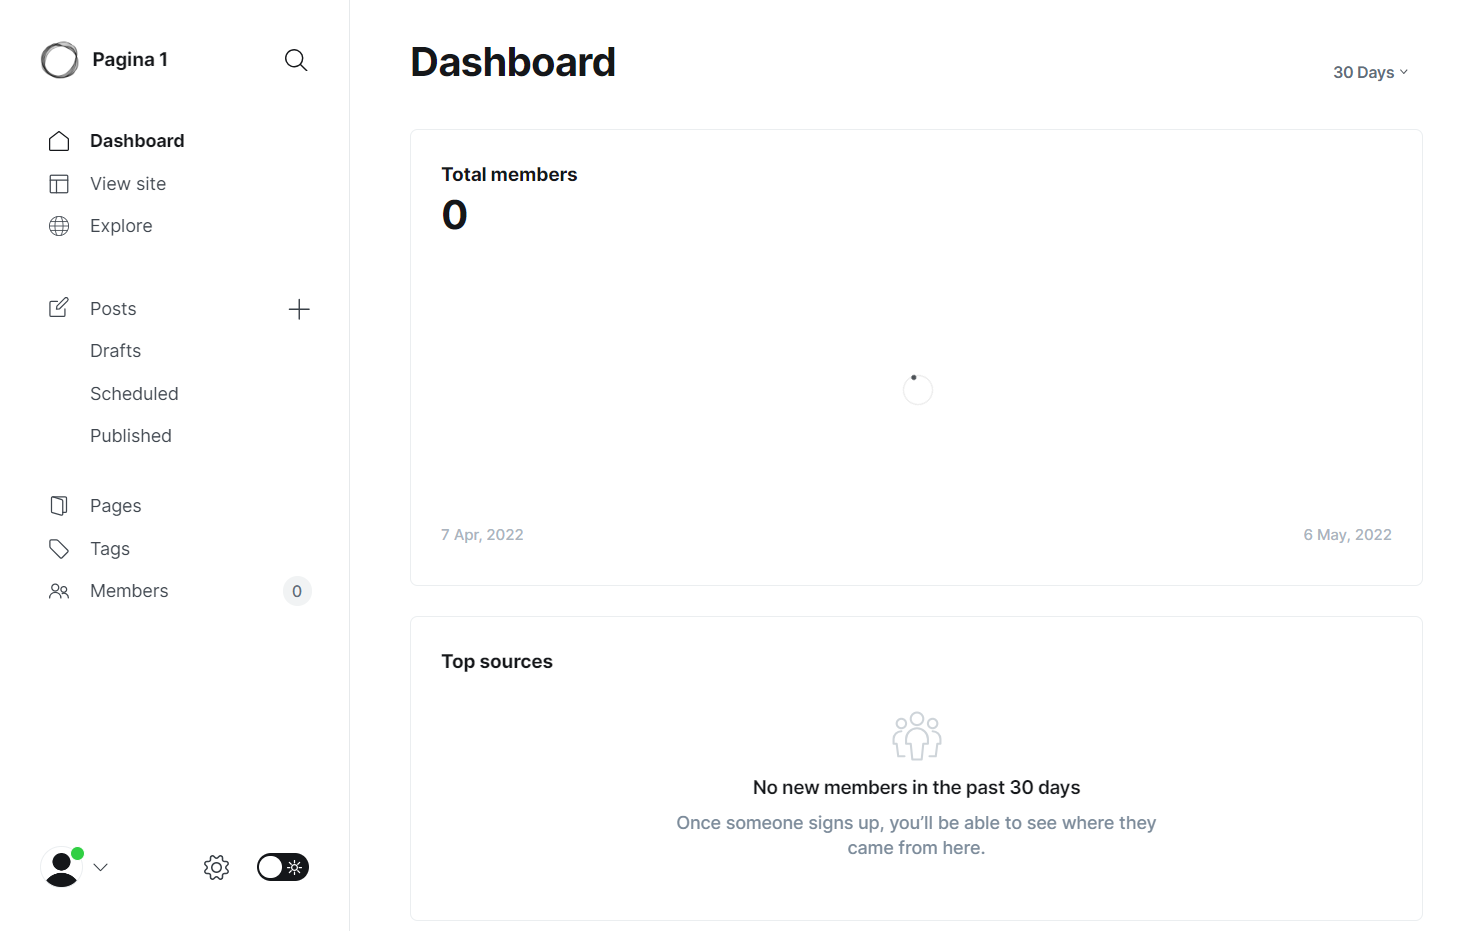 Pagina 1
Dashboard
View site
Explore
Posts
Drafts
Scheduled
Published
Pages
Tags
Members
0
Dashboard
30 Days
Total members
0
7 Apr, 2022
6 May, 2022
Top sources
No new members in the past 30 days
Once someone signs up, you’ll be able to see where they
came from here.